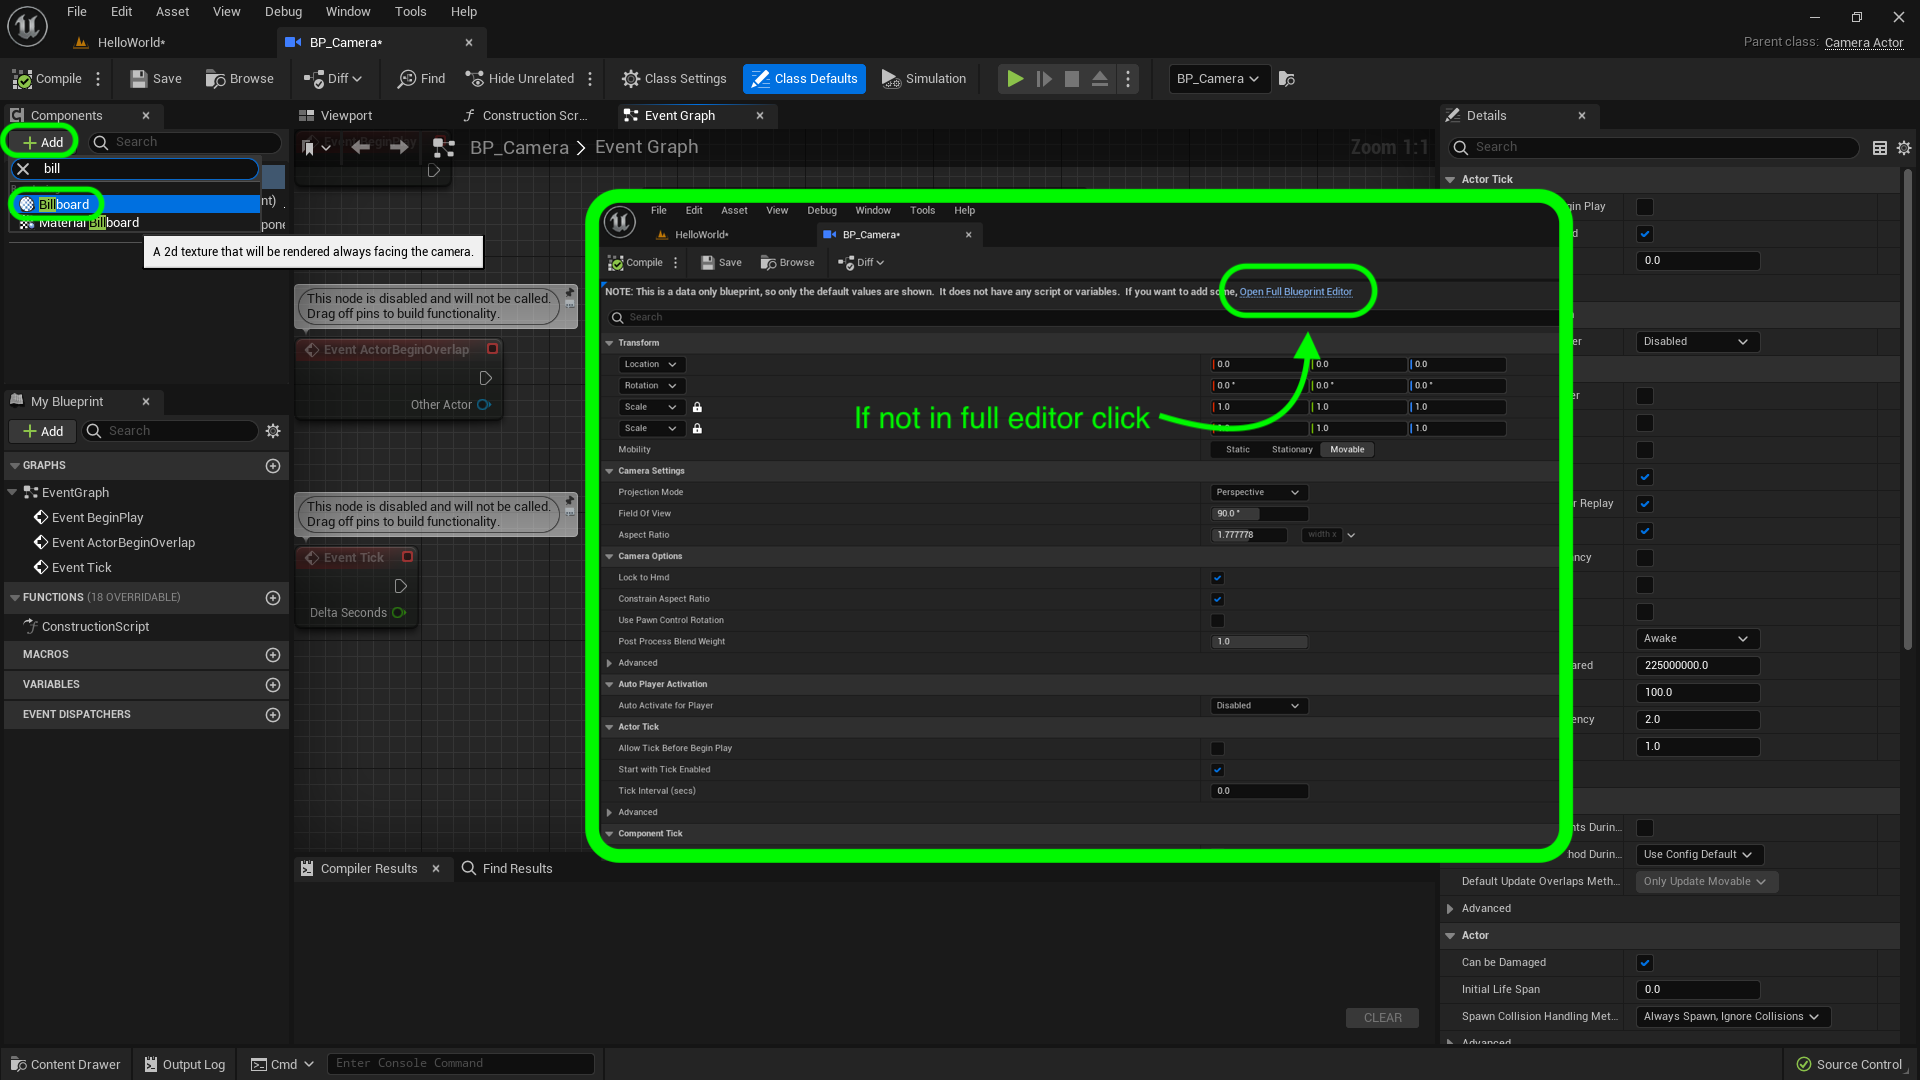 File Edit Asset View Debug Window Tools Help
HelloWorld*
BP_Camera*
Parent class: Camera Actor
Compile
Save
Browse
Diff
Find
Hide Unrelated
Class Settings
Class Defaults
Simulation
BP_Camera
Components
Add
Search
bill
Billboard
Material Billboard
nt)
pone
A 2d texture that will be rendered always facing the camera.
Viewport
Construction Scr...
Event Graph
BP_Camera > Event Graph
Zoom 1:1
This node is disabled and will not be called.
Drag off pins to build functionality.
Event ActorBeginOverlap
Other Actor
This node is disabled and will not be called.
Drag off pins to build functionality.
Event Tick
Delta Seconds
My Blueprint
Add
Search
GRAPHS
EventGraph
Event BeginPlay
Event ActorBeginOverlap
Event Tick
FUNCTIONS (18 OVERRIDABLE)
ConstructionScript
MACROS
VARIABLES
EVENT DISPATCHERS
File Edit Asset View Debug Window Tools Help
HelloWorld*
BP_Camera*
Compile
Save
Browse
Diff
NOTE: This is a data only blueprint, so only the default values are shown. It does not have any script or variables. If you want to add some, Open Full Blueprint Editor
Search
Transform
Location 0.0 0.0 0.0
Rotation 0.0 ° 0.0 ° 0.0 °
Scale 1.0 1.0 1.0
Scale 1.0 1.0
If not in full editor click
Mobility Static Stationary Movable
Camera Settings
Projection Mode Perspective
Field Of View 90.0 °
Aspect Ratio 1.777778 width x
Camera Options
Lock to Hmd
Constrain Aspect Ratio
Use Pawn Control Rotation
Post Process Blend Weight 1.0
Advanced
Auto Player Activation
Auto Activate for Player Disabled
Actor Tick
Allow Tick Before Begin Play
Start with Tick Enabled
Tick Interval (secs) 0.0
Advanced
Component Tick
Details
Search
Actor Tick
gin Play
d
0.0
er Disabled
er
r Replay
ncy
Awake
ared 225000000.0
100.0
ency 2.0
1.0
nts Durin...
hod Durin... Use Config Default
Default Update Overlaps Meth... Only Update Movable
Advanced
Actor
Can be Damaged
Initial Life Span 0.0
Spawn Collision Handling Met... Always Spawn, Ignore Collisions
Advanced
Compiler Results
Find Results
CLEAR
Content Drawer
Output Log
Cmd
Enter Console Command
Source Control